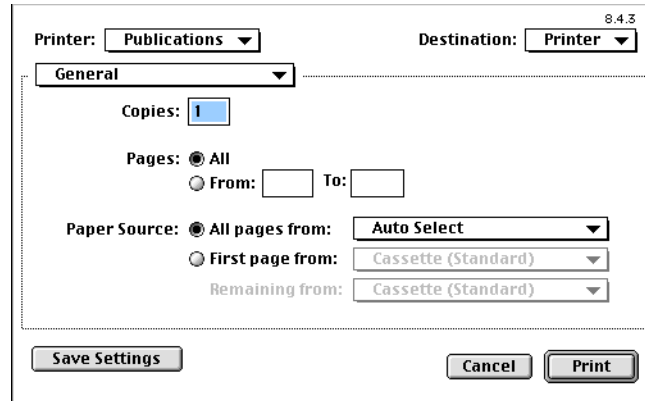 8.4.3
Printer: Publications Destination: Printer
General
Copies: 1
Pages: All
From: To:
Paper Source: All pages from: Auto Select
First page from: Cassette (Standard)
Remaining from: Cassette (Standard)
Save Settings Cancel Print